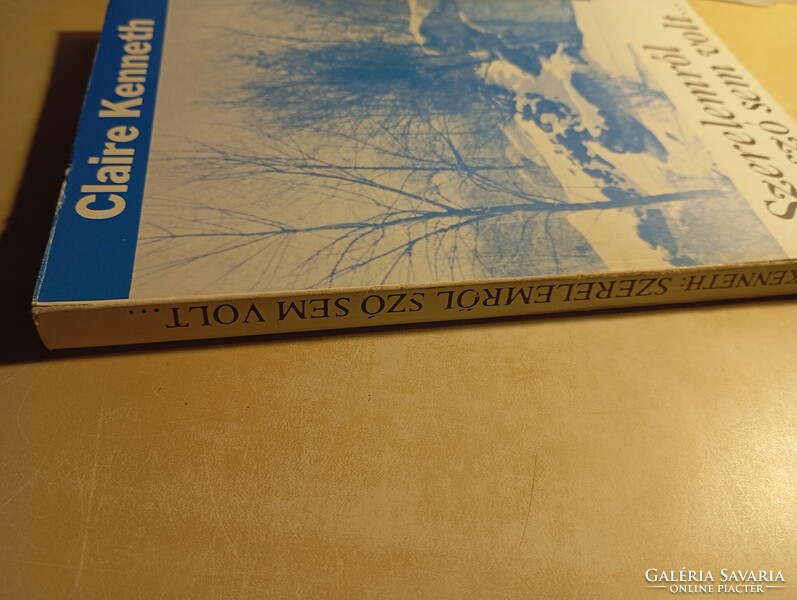 Claire Kenneth
Szerelemről
szó sem volt...
KENNETH: SZERELEMRŐL SZÓ SEM VOLT...
GALÉRIA SAVARIA
ONLINE PIACTÉR